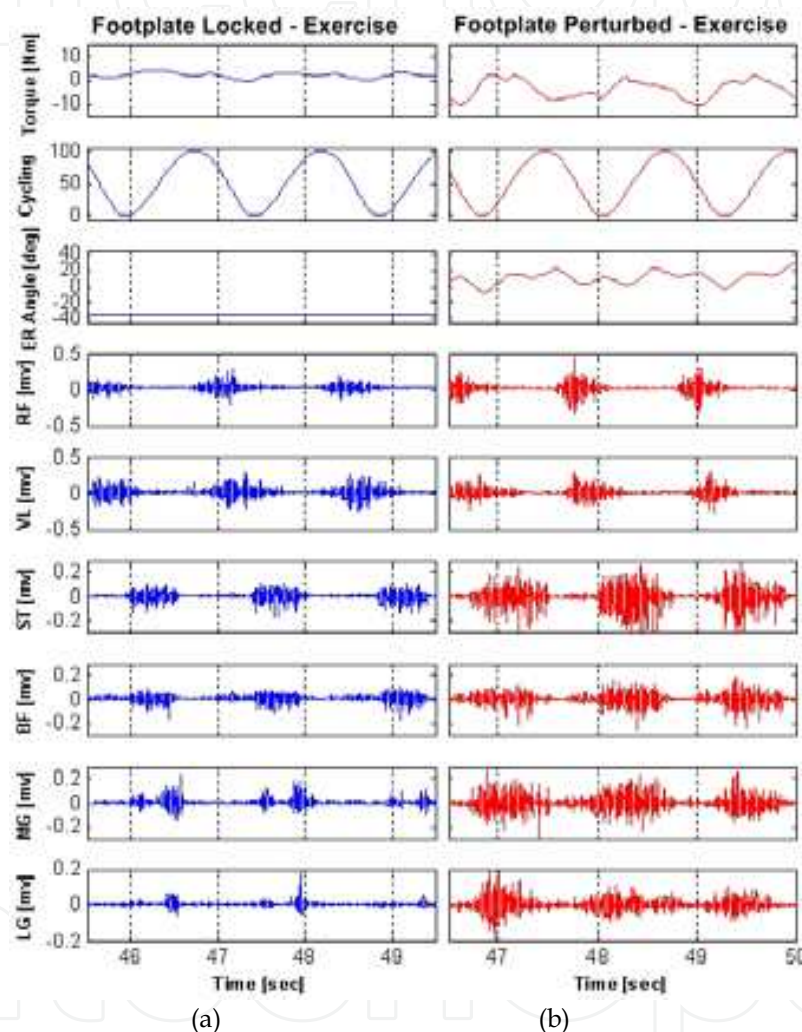 Footplate Locked - Exercise
Footplate Perturbed - Exercise
Torque [Nm]
10
0
-10
Cycling
100
50
0
ER Angle [deg]
40
20
0
-20
-40
RF [mv]
0.5
0
-0.5
VL [mv]
0.5
0
-0.5
ST [mv]
0.2
0
-0.2
BF [mv]
0.2
0
-0.2
MG [mv]
0.2
0
-0.2
LG [mv]
0.2
0
-0.2
46 47 48 49
47 48 49 50
Time [sec]
Time [sec]
(a)
(b)